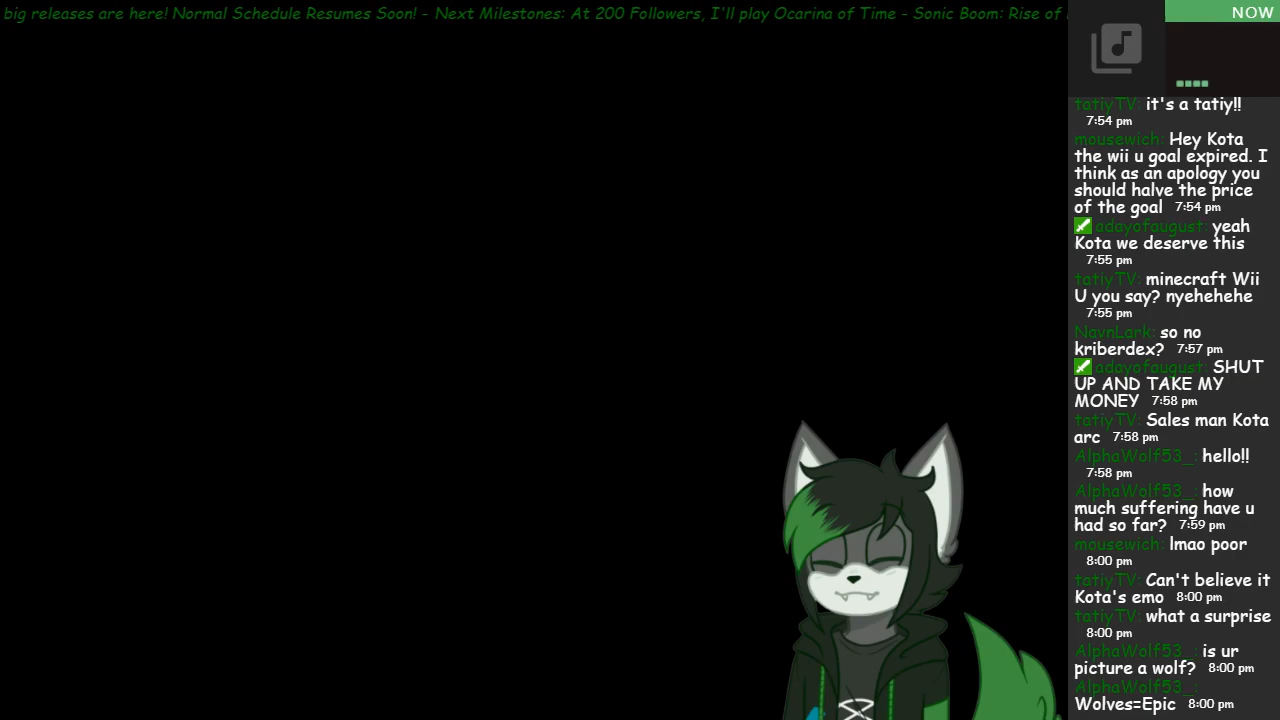 big releases are here! Normal Schedule Resumes Soon! - Next Milestones: At 200 Followers, I'll play Ocarina of Time - Sonic Boom: Rise of
NOW
tatiyTV: it's a tatiy!!
7:54 pm
mousewich: Hey Kota
the wii u goal expired. I
think as an apology you
should halve the price
of the goal 7:54 pm
adayofaugust: yeah
Kota we deserve this
7:55 pm
tatiyTV: minecraft Wii
U you say? nyehehehe
7:55 pm
NavnLark: so no
kriberdex? 7:57 pm
adayofaugust: SHUT
UP AND TAKE MY
MONEY 7:58 pm
tatiyTV: Sales man Kota
arc 7:58 pm
AlphaWolf53_: hello!!
7:58 pm
AlphaWolf53_: how
much suffering have u
had so far? 7:59 pm
mousewich: lmao poor
8:00 pm
tatiyTV: Can't believe it
Kota's emo 8:00 pm
tatiyTV: what a surprise
8:00 pm
AlphaWolf53_: is ur
picture a wolf? 8:00 pm
AlphaWolf53_:
Wolves=Epic 8:00 pm